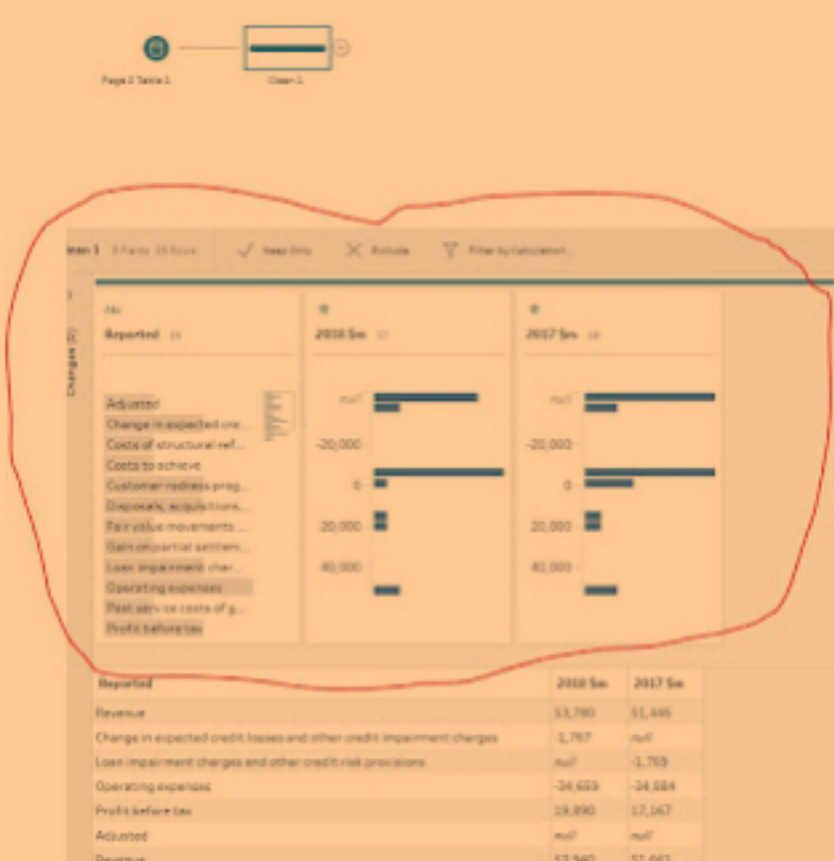 Page 2 Table 1
Clean 1
Keep Only
Exclude
Filter by Calculation...
Changes (0)
Abc
Reported
2018 $m 17
2017 $m
null
null
-20,000
-20,000
0
0
20,000
20,000
40,000
40,000
Adjusted
Change in expected cre...
Costs of structural ref...
Costs to achieve
Customer redress prog...
Disposals, acquisitions...
Fair value movements ...
Gain on partial settlem...
Loan impairment char...
Operating expenses
Past service costs of g...
Profit before tax
Reported 2018 $m 2017 $m
Revenue 53,780 51,445
Change in expected credit losses and other credit impairment charges -1,767 null
Loan impairment charges and other credit risk provisions null -1,769
Operating expenses -34,659 -34,884
Profit before tax 19,890 17,167
Adjusted null null
Revenue 51,661